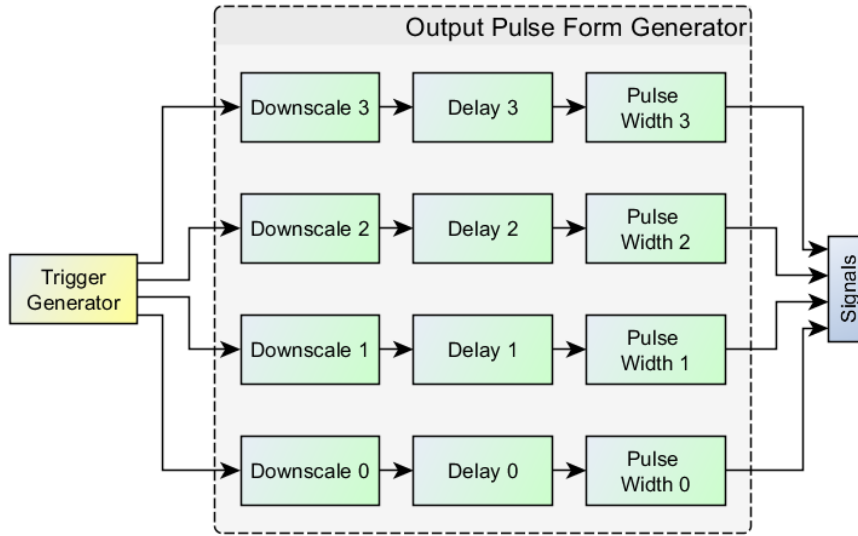 Output Pulse Form Generator
Downscale 3
Delay 3
Pulse
Width 3
Downscale 2
Delay 2
Pulse
Width 2
Trigger
Generator
Signals
Downscale 1
Delay 1
Pulse
Width 1
Downscale 0
Delay 0
Pulse
Width 0